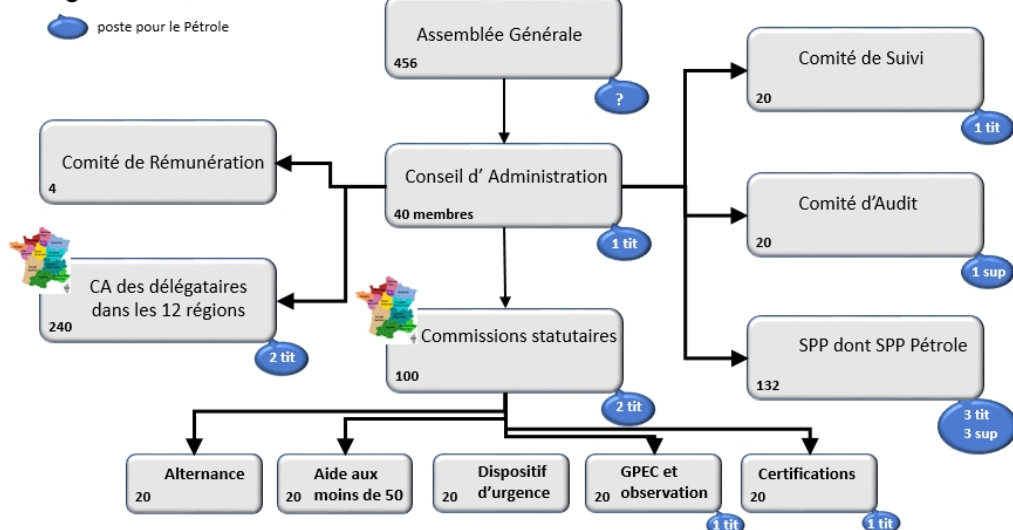 poste pour le Pétrole
Assemblée Générale
456
?
Comité de Suivi
20
1 tit
Comité de Rémunération
4
Conseil d' Administration
40 membres
1 tit
Comité d'Audit
20
1 sup
CA des délégataires
dans les 12 régions
240
2 tit
Commissions statutaires
100
2 tit
SPP dont SPP Pétrole
132
3 tit
3 sup
Alternance
20
Aide aux
20 moins de 50
Dispositif
20 d'urgence
GPEC et
20 observation
1 tit
Certifications
20
1 tit